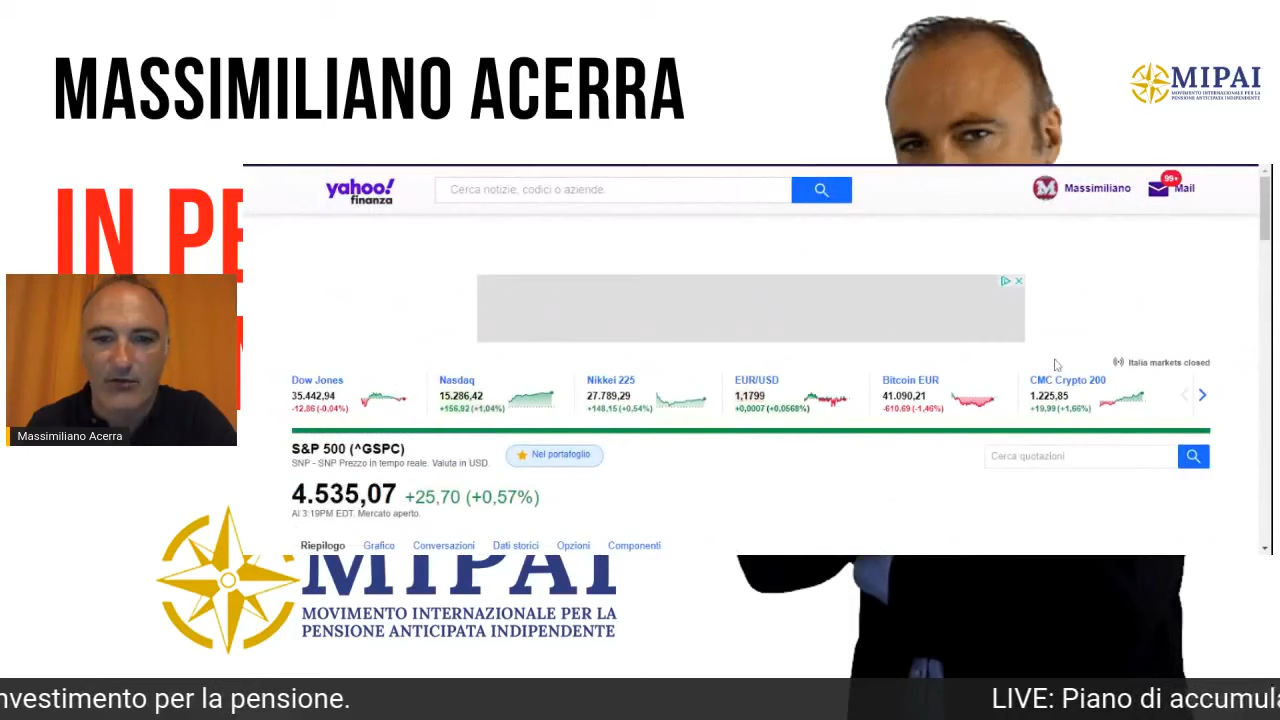 MASSIMILIANO ACERRA
MIPAI
MOVIMENTO INTERNAZIONALE PER LA
PENSIONE ANTICIPATA INDIPENDENTE
IN PE
yahoo!
finanza
Cerca notizie, codici o aziende.
M
Massimiliano
99+
Mail
Italia markets closed
Dow Jones
35.442,94
-12,86 (-0,04%)
Nasdaq
15.286,42
+156,92 (+1,04%)
Nikkei 225
27.789,29
+148,15 (+0,54%)
EUR/USD
1,1799
+0,0007 (+0,0568%)
Bitcoin EUR
41.090,21
-610,69 (-1,46%)
CMC Crypto 200
1.225,85
+19,99 (+1,66%)
S&P 500 (^GSPC)
SNP - SNP Prezzo in tempo reale. Valuta in USD.
Nel portafoglio
Cerca quotazioni
4.535,07 +25,70 (+0,57%)
Al 3:19PM EDT. Mercato aperto.
Riepilogo Grafico Conversazioni Dati storici Opzioni Componenti
Massimiliano Acerra
MIPAI
MOVIMENTO INTERNAZIONALE PER LA
PENSIONE ANTICIPATA INDIPENDENTE
nvestimento per la pensione. LIVE: Piano di accumula